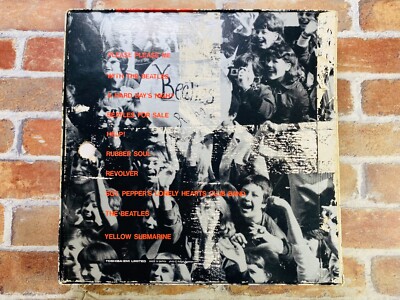 PLEASE PLEASE ME
WITH THE BEATLES
A HARD DAY'S NIGHT
BEATLES FOR SALE
HELP!
RUBBER SOUL
REVOLVER
SGT. PEPPER'S LONELY HEARTS CLUB BAND
THE BEATLES
YELLOW SUBMARINE
TOSHIBA-EMI LIMITED